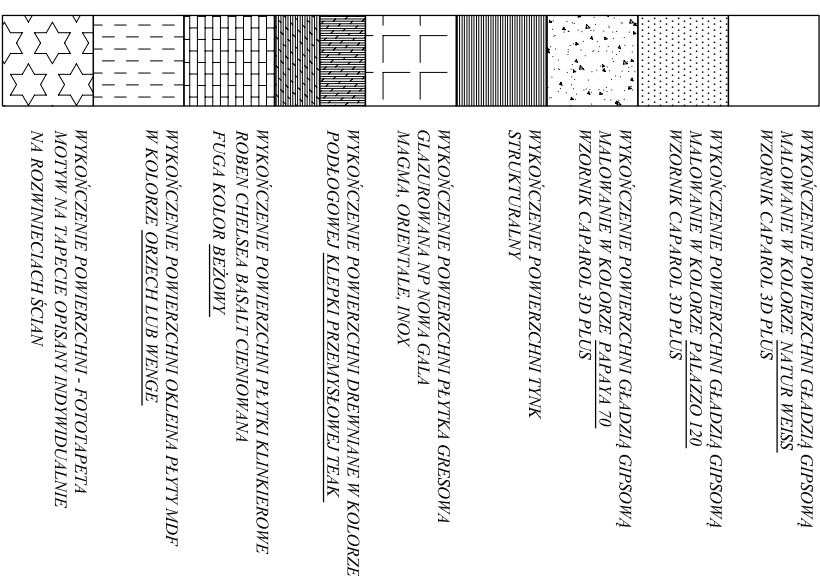 WYKOŃCZENIE POWIERZCHNI GŁADZIĄ GIPSOWĄ
MALOWANIE W KOLORZE NATUR WEISS
WZORNIK CAPAROL 3D PLUS
WYKOŃCZENIE POWIERZCHNI GŁADZIĄ GIPSOWĄ
MALOWANIE W KOLORZE PALAZZO 120
WZORNIK CAPAROL 3D PLUS
WYKOŃCZENIE POWIERZCHNI GŁADZIĄ GIPSOWĄ
MALOWANIE W KOLORZE PAPAYA 70
WZORNIK CAPAROL 3D PLUS
WYKOŃCZENIE POWIERZCHNI TYNK
STRUKTURALNY
WYKOŃCZENIE POWIERZCHNI PŁYTKA GRESOWA
GLAZUROWANA NP NOWA GALA
MAGMA, ORIENTALE, INOX
WYKOŃCZENIE POWIERZCHNI DREWNIANE W KOLORZE
PODŁOGOWEJ KLEPKI PRZEMYSŁOWEJ TEAK
WYKOŃCZENIE POWIERZCHNI PŁYTKI KLINKIEROWE
ROBEN CHELSEA BASALT CIENIOWANA
FUGA KOLOR BEŻOWY
WYKOŃCZENIE POWIERZCHNI OKLEINA PŁYTY MDF
W KOLORZE ORZECH LUB WENGE
WYKOŃCZENIE POWIERZCHNI - FOTOTAPETA
MOTYW NA TAPECIE OPISANY INDYWIDUALNIE
NA ROZWINIECIACH ŚCIAN